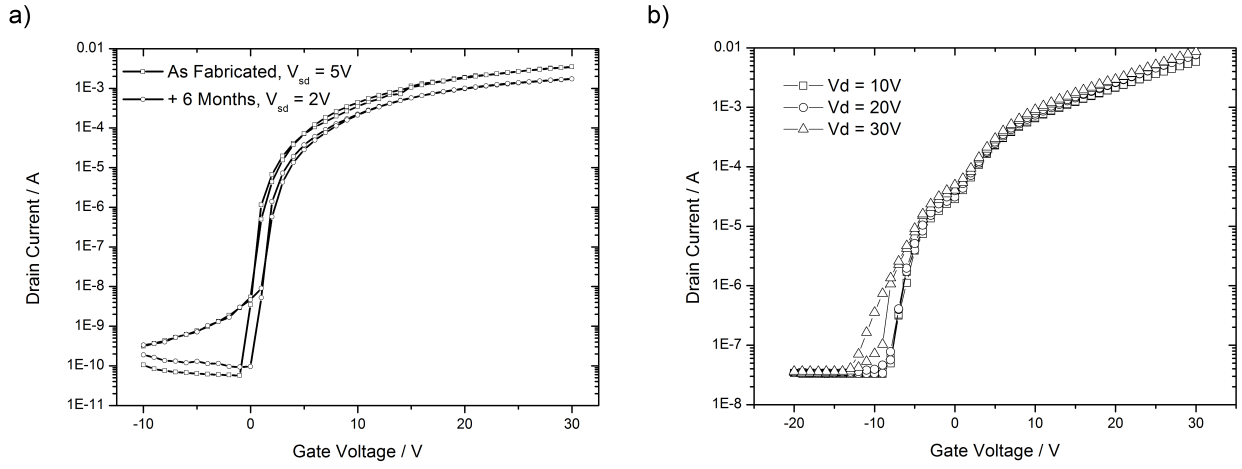 a)
0.01
1E-3
1E-4
1E-5
1E-6
1E-7
1E-8
1E-9
1E-10
1E-11
Drain Current / A
As Fabricated, Vsd = 5V
+ 6 Months, Vsd = 2V
-10 0 10 20 30
Gate Voltage / V
b)
0.01
1E-3
1E-4
1E-5
1E-6
1E-7
1E-8
Drain Current / A
Vd = 10V
Vd = 20V
Vd = 30V
-20 -10 0 10 20 30
Gate Voltage / V